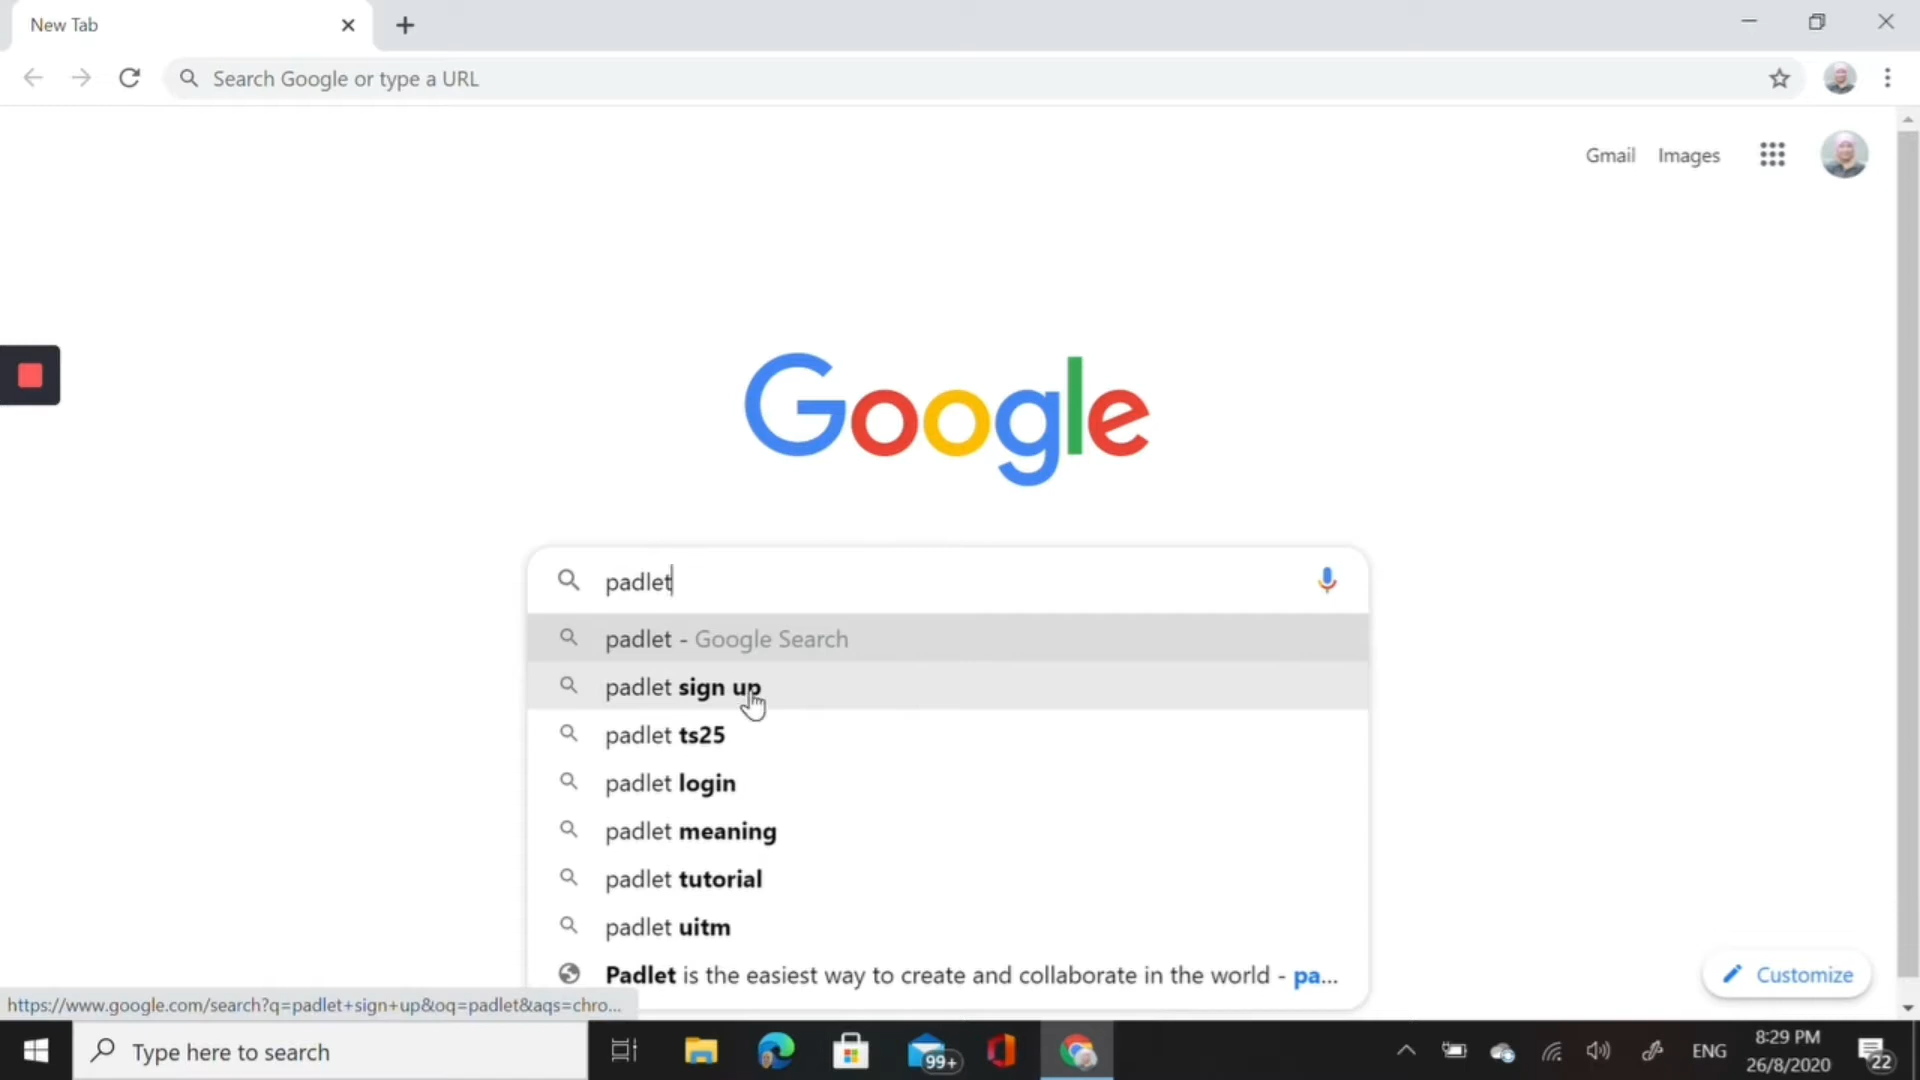 New Tab
Search Google or type a URL
Gmail Images
Google
padlet
padlet - Google Search
padlet sign up
padlet ts25
padlet login
padlet meaning
padlet tutorial
padlet uitm
Padlet is the easiest way to create and collaborate in the world - pa...
Customize
https://www.google.com/search?q=padlet+sign+up&oq=padlet&aqs=chro...
Type here to search
99+
ENG
8:29 PM
26/8/2020
22